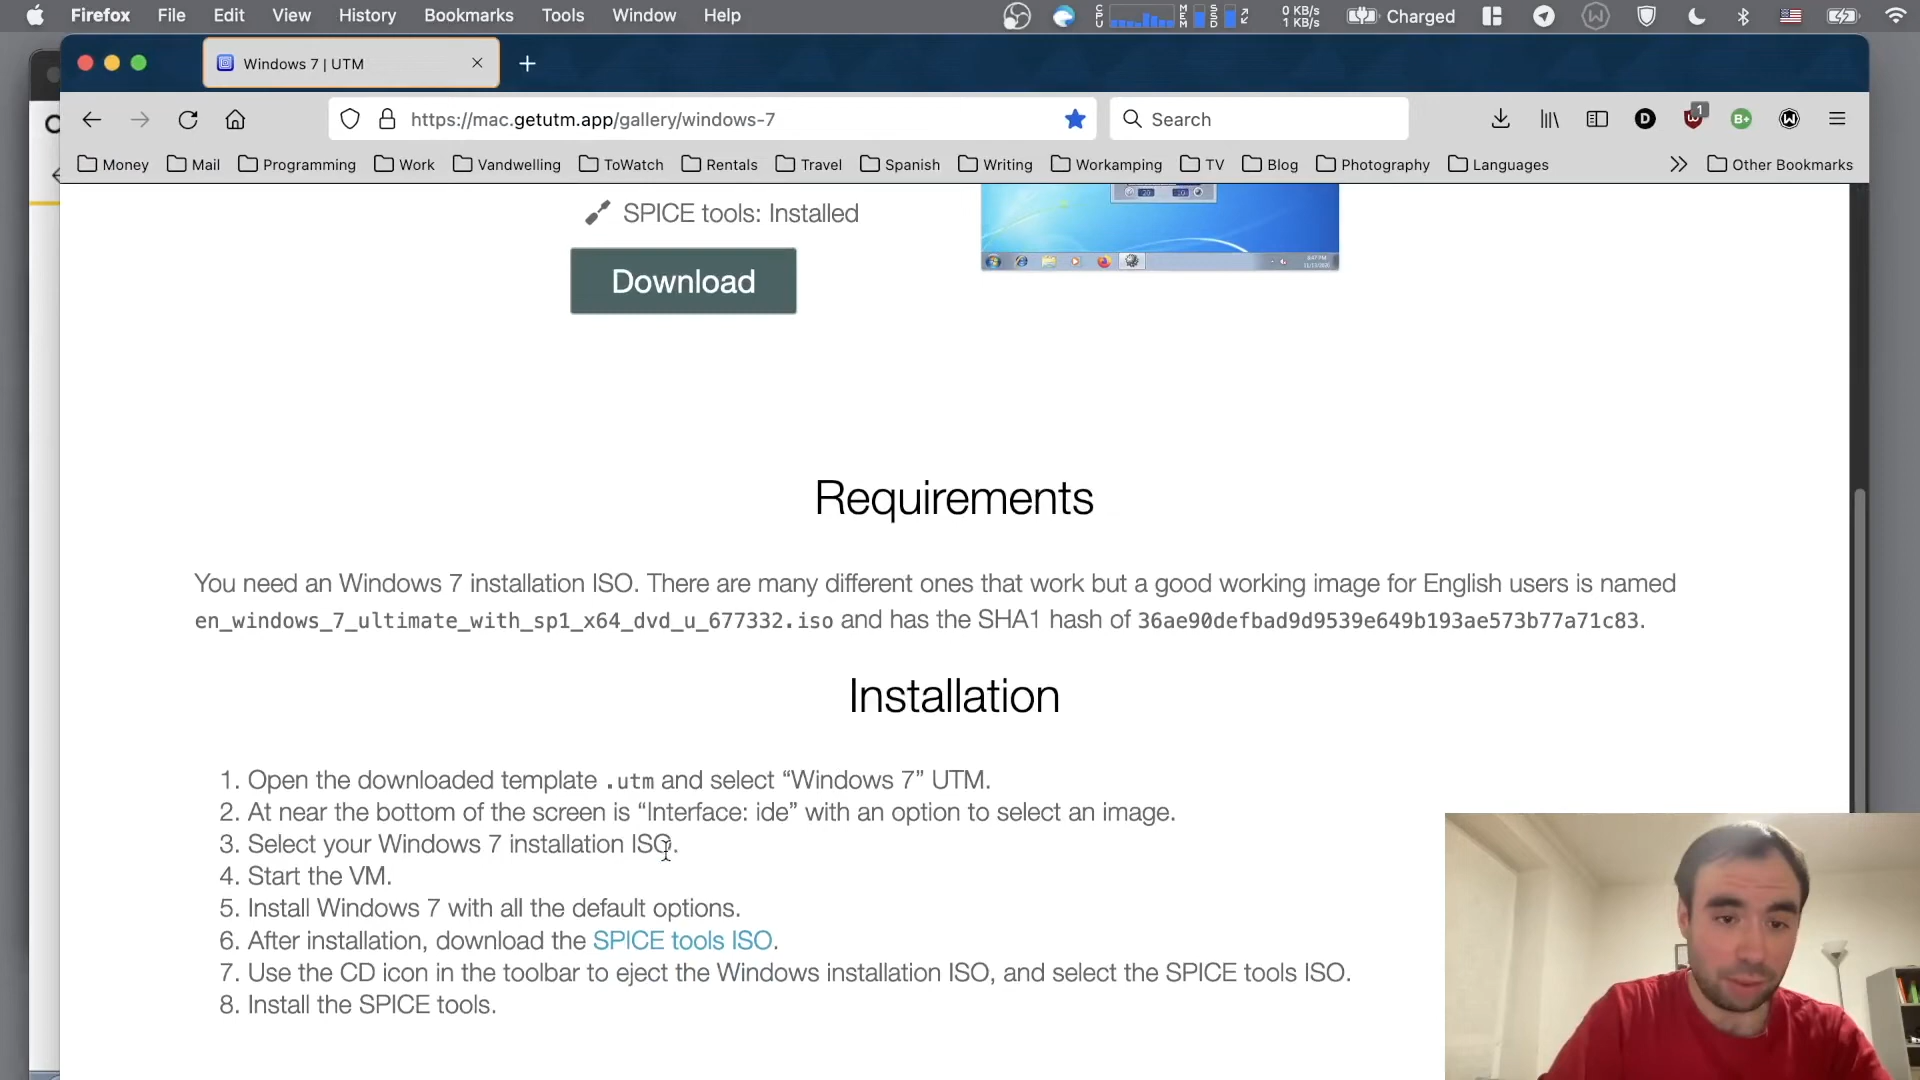 Firefox File Edit View History Bookmarks Tools Window Help
CPU MEM SSD 0 KB/s 1 KB/s Charged
Windows 7 | UTM
https://mac.getutm.app/gallery/windows-7
Search
1
Money Mail Programming Work Vandwelling ToWatch Rentals Travel Spanish Writing Workamping TV Blog Photography Languages Other Bookmarks
SPICE tools: Installed
Download
Requirements
You need an Windows 7 installation ISO. There are many different ones that work but a good working image for English users is named
en_windows_7_ultimate_with_sp1_x64_dvd_u_677332.iso and has the SHA1 hash of 36ae90defbad9d9539e649b193ae573b77a71c83.
Installation
1. Open the downloaded template .utm and select “Windows 7” UTM.
2. At near the bottom of the screen is “Interface: ide” with an option to select an image.
3. Select your Windows 7 installation ISO.
4. Start the VM.
5. Install Windows 7 with all the default options.
6. After installation, download the SPICE tools ISO.
7. Use the CD icon in the toolbar to eject the Windows installation ISO, and select the SPICE tools ISO.
8. Install the SPICE tools.